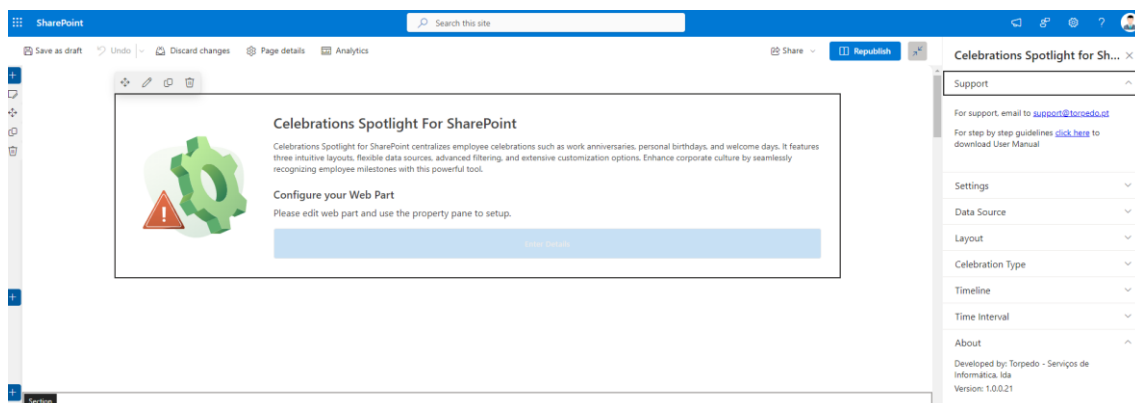 SharePoint
Search this site
?
Save as draft Undo Discard changes Page details Analytics
Share Republish
Celebrations Spotlight for Sh...
Support
For support, email to support@torpedo.pt
For step by step guidelines click here to
download User Manual
Celebrations Spotlight For SharePoint
Celebrations Spotlight for SharePoint centralizes employee celebrations such as work anniversaries, personal birthdays, and welcome days. It features
three intuitive layouts, flexible data sources, advanced filtering, and extensive customization options. Enhance corporate culture by seamlessly
recognizing employee milestones with this powerful tool.
Configure your Web Part
Please edit web part and use the property pane to setup.
Enter Details
Settings
Data Source
Layout
Celebration Type
Timeline
Time Interval
About
Developed by: Torpedo - Serviços de
Informática. lda
Version: 1.0.0.21
Section